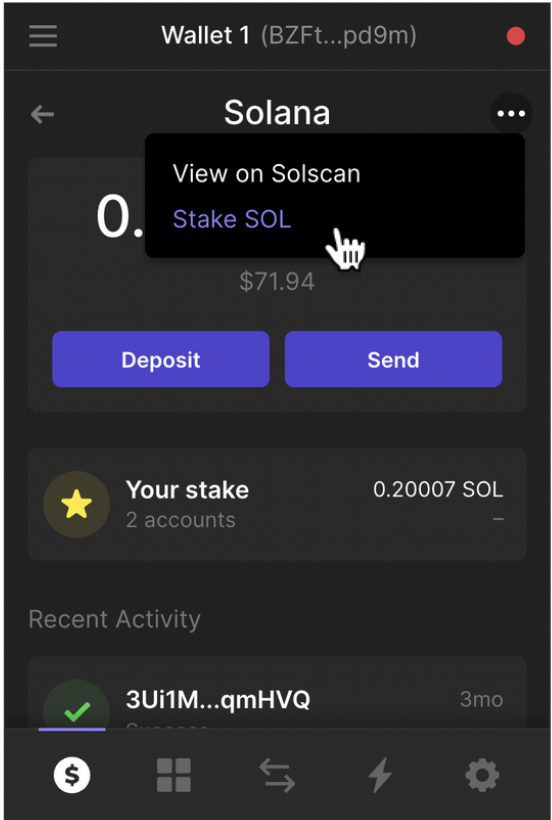 Wallet 1 (BZFt...pd9m)
Solana
View on Solscan
Stake SOL
0.
$71.94
Deposit Send
Your stake 0.20007 SOL
2 accounts –
Recent Activity
3Ui1M...qmHVQ 3mo
$